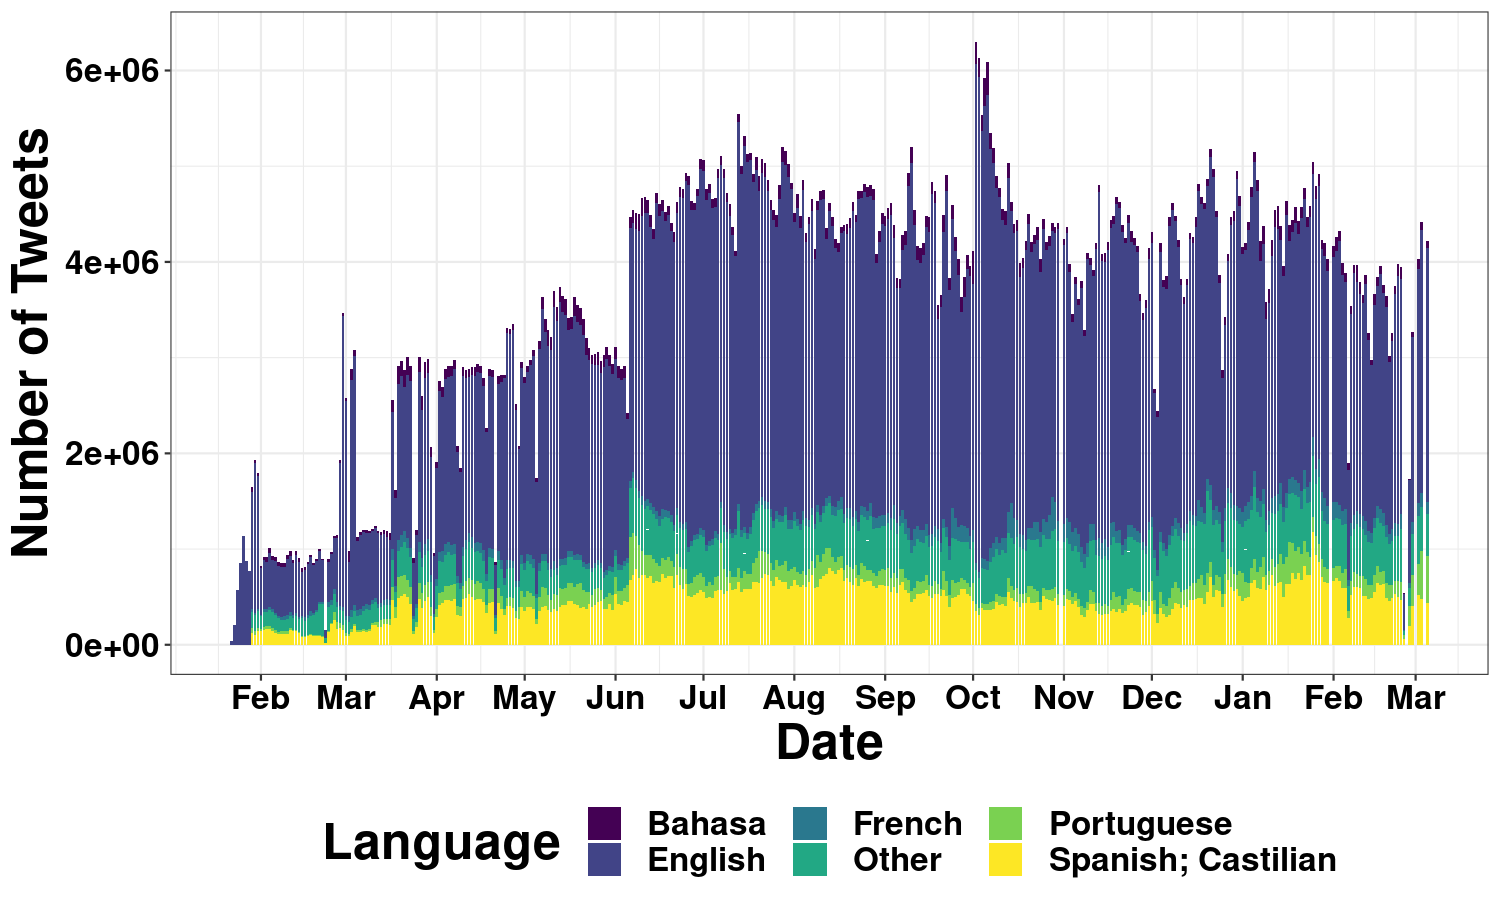 Number of Tweets
6e+06
4e+06
2e+06
0e+00
Feb Mar Apr May Jun Jul Aug Sep Oct Nov Dec Jan Feb Mar
Date
Language
Bahasa French Portuguese
English Other Spanish; Castilian